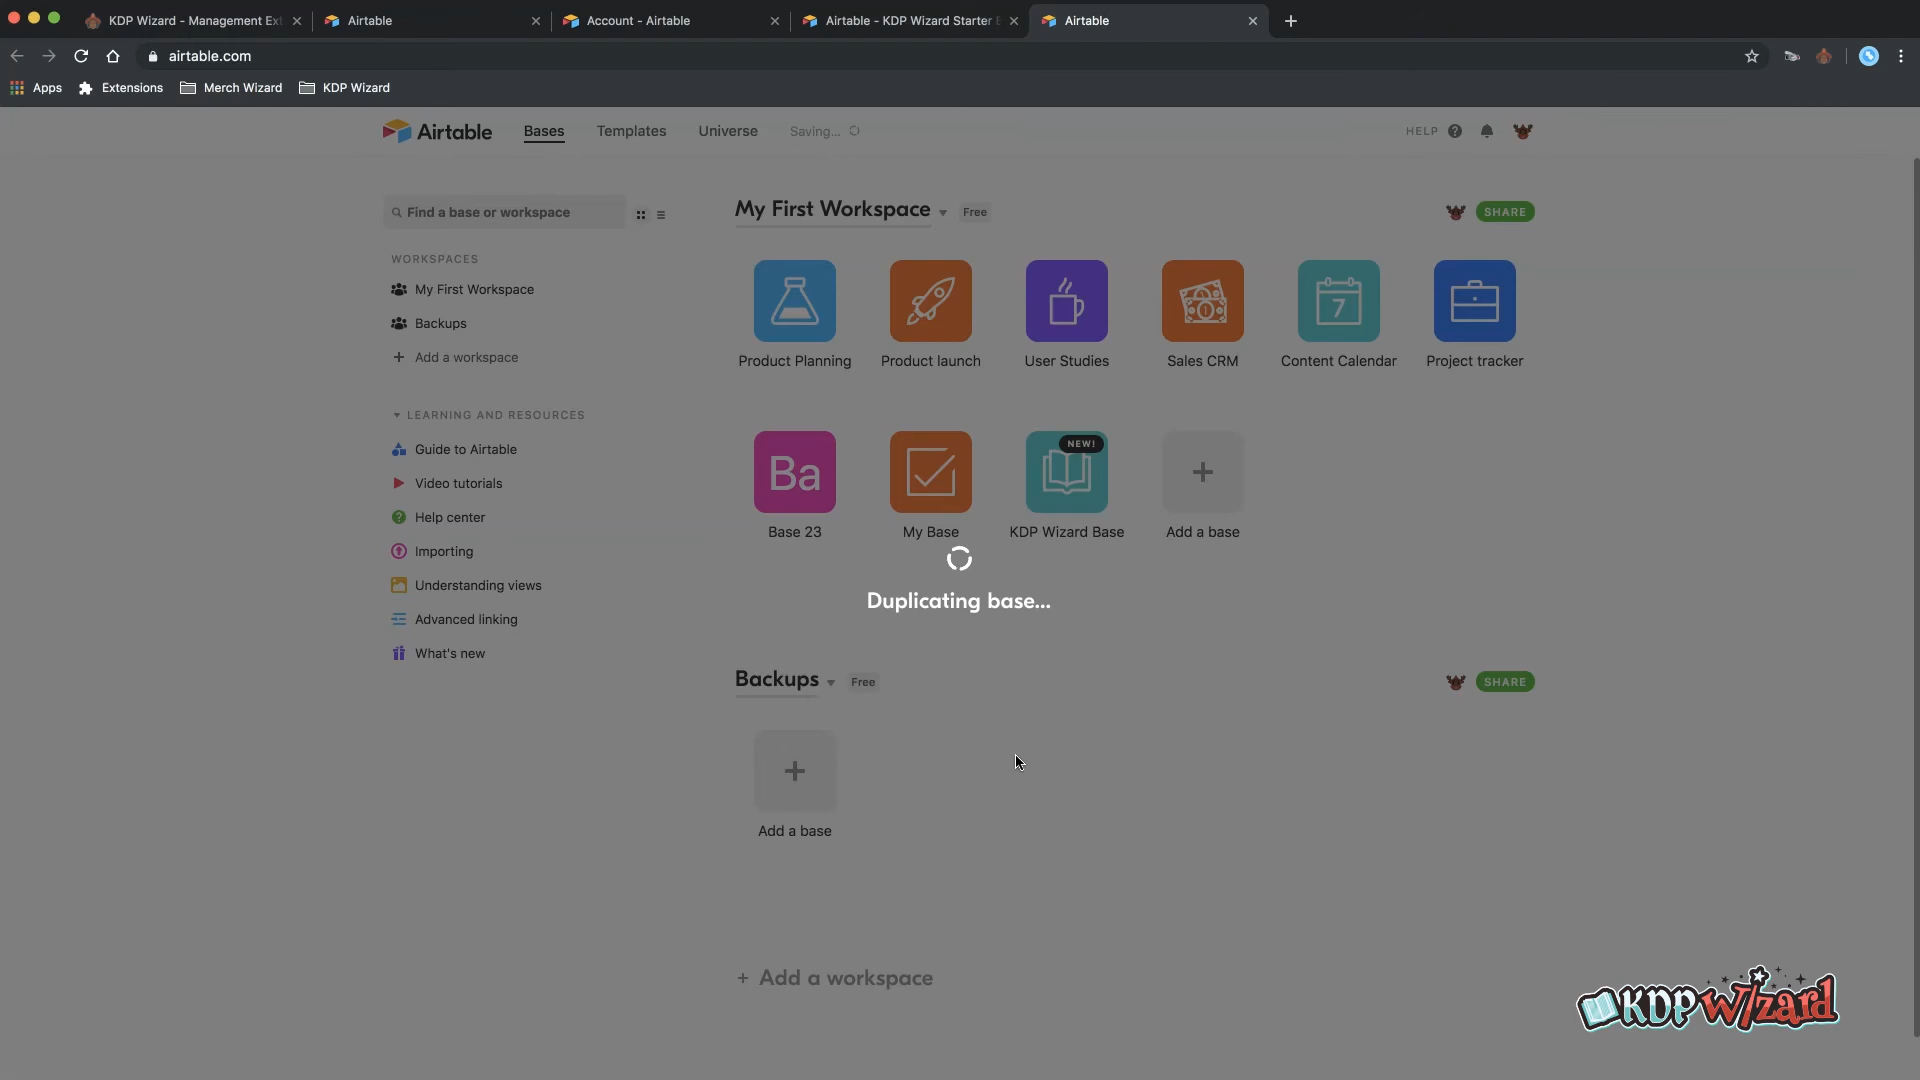 KDP Wizard - Management Ext
Airtable
Account - Airtable
Airtable - KDP Wizard Starter
Airtable
airtable.com
Apps
Extensions
Merch Wizard
KDP Wizard
Airtable
Bases
Templates
Universe
Saving...
HELP
Find a base or workspace
WORKSPACES
My First Workspace
Backups
Add a workspace
LEARNING AND RESOURCES
Guide to Airtable
Video tutorials
Help center
Importing
Understanding views
Advanced linking
What's new
My First Workspace
Free
SHARE
7
Product Planning
Product launch
User Studies
Sales CRM
Content Calendar
Project tracker
Ba
NEW!
Base 23
My Base
KDP Wizard Base
Add a base
Duplicating base...
Backups
Free
SHARE
Add a base
+ Add a workspace
KDP Wizard